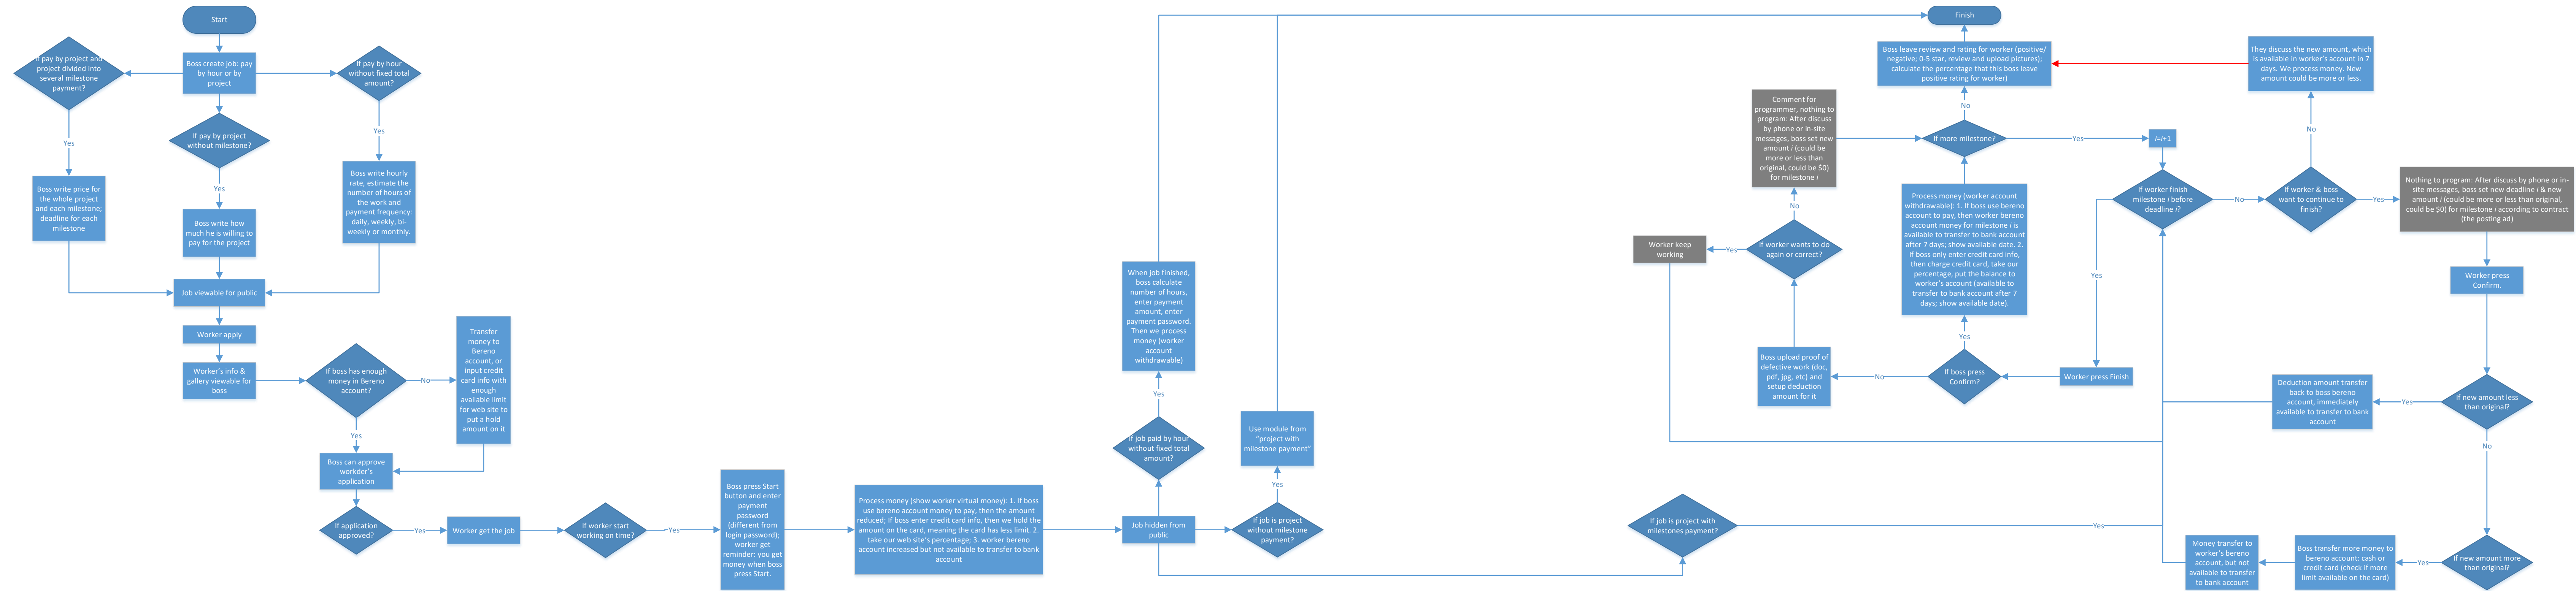 Start
If pay by project and
project divided into
several milestone
payment?
Boss create job: pay
by hour or by
project
If pay by hour
without fixed total
amount?
Yes
If pay by project
without milestone?
Yes
Yes
Boss write price for
the whole project
and each milestone;
deadline for each
milestone
Boss write how
much he is willing to
pay for the project
Boss write hourly
rate, estimate the
number of hours of
the work and
payment frequency:
daily, weekly, bi-
weekly or monthly.
Job viewable for public
Worker apply
Worker's info &
gallery viewable for
boss
If boss has enough
money in Bereno
account?
No
Transfer
money to
Bereno
account, or
input credit
card info with
enough
available limit
for web site to
put a hold
amount on it
Yes
Boss can approve
workder's
application
If application
approved?
Yes
Worker get the job
If worker start
working on time?
Yes
Boss press Start
button and enter
payment
password
(different from
login password);
worker get
reminder: you get
money when boss
press Start.
Process money (show worker virtual money): 1. If boss
use bereno account money to pay, then the amount
reduced; If boss enter credit card info, then we hold the
amount on the card, meaning the card has less limit. 2.
take our web site's percentage; 3. worker bereno
account increased but not available to transfer to bank
account
Job hidden from
public
If job paid by hour
without fixed total
amount?
Yes
When job finished,
boss calculate
number of hours,
enter payment
amount, enter
payment password.
Then we process
money (worker
account
withdrawable)
If job is project
without milestone
payment?
Yes
Use module from
"project with
milestone payment"
If job is project with
milestones payment?
Yes
Finish
Boss leave review and rating for worker (positive/
negative; 0-5 star, review and upload pictures);
calculate the percentage that this boss leave
positive rating for worker)
No
If more milestone?
Yes
i=i+1
Comment for
programmer, nothing to
program: After discuss
by phone or in-site
messages, boss set new
amount i (could be
more or less than
original, could be $0)
for milestone i
No
If worker wants to do
again or correct?
Yes
Worker keep
working
Boss upload proof of
defective work (doc,
pdf, jpg, etc) and
setup deduction
amount for it
No
If boss press
Confirm?
Yes
Process money (worker account
withdrawable): 1. If boss use bereno
account to pay, then worker bereno
account money for milestone i is
available to transfer to bank account
after 7 days; show available date. 2.
If boss only enter credit card info,
then charge credit card, take our
percentage, put the balance to
worker's account (available to
transfer to bank account after 7
days; show available date).
Worker press Finish
Yes
If worker finish
milestone i before
deadline i?
No
If worker & boss
want to continue to
finish?
No
They discuss the new amount, which
is available in worker's account in 7
days. We process money. New
amount could be more or less.
Yes
Nothing to program: After discuss by phone or in-
site messages, boss set new deadline i & new
amount i (could be more or less than original,
could be $0) for milestone i according to contract
(the posting ad)
Worker press
Confirm.
If new amount less
than original?
Yes
Deduction amount transfer
back to boss bereno
account, immediately
available to transfer to bank
account
No
If new amount more
than original?
Yes
Boss transfer more money to
bereno account: cash or
credit card (check if more
limit available on the card)
Money transfer to
worker's bereno
account, but not
available to transfer
to bank account